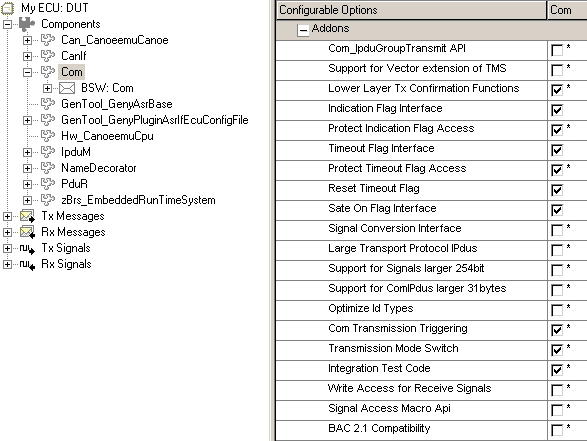 My ECU: DUT
Components
Can_CanoeemuCanoe
CanIf
Com
BSW: Com
GenTool_GenyAsrBase
GenTool_GenyPluginAsrIfEcuConfigFile
Hw_CanoeemuCpu
IpduM
NameDecorator
PduR
zBrs_EmbeddedRunTimeSystem
Tx Messages
Rx Messages
Tx Signals
Rx Signals
Configurable Options Com
Addons
Com_IpduGroupTransmit API *
Support for Vector extension of TMS *
Lower Layer Tx Confirmation Functions *
Indication Flag Interface
Protect Indication Flag Access *
Timeout Flag Interface
Protect Timeout Flag Access *
Reset Timeout Flag
Sate On Flag Interface
Signal Conversion Interface *
Large Transport Protocol IPdus *
Support for Signals larger 254bit *
Support for ComIPdus larger 31bytes *
Optimize Id Types *
Com Transmission Triggering *
Transmission Mode Switch *
Integration Test Code *
Write Access for Receive Signals *
Signal Access Macro Api *
BAC 2.1 Compatibility *